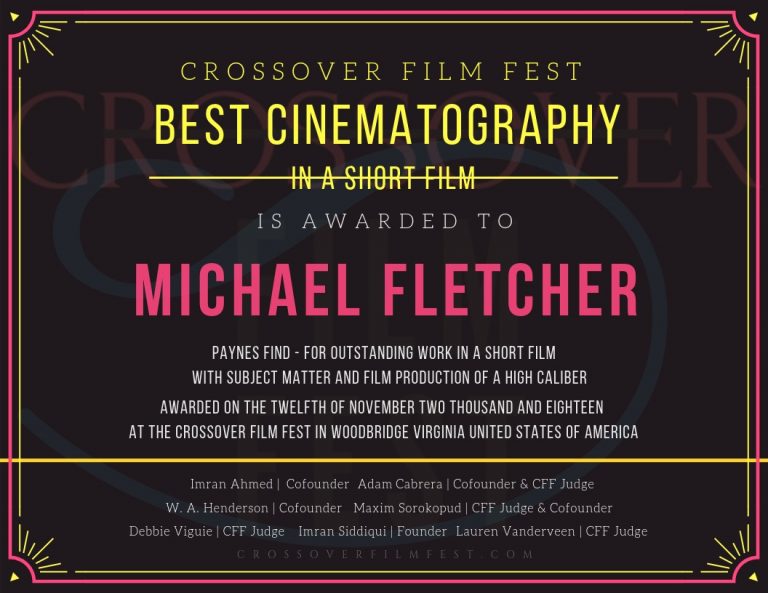 CROSSOVER FILM FEST
BEST CINEMATOGRAPHY
IN A SHORT FILM
IS AWARDED TO
MICHAEL FLETCHER
PAYNES FIND - FOR OUTSTANDING WORK IN A SHORT FILM
WITH SUBJECT MATTER AND FILM PRODUCTION OF A HIGH CALIBER
AWARDED ON THE TWELFTH OF NOVEMBER TWO THOUSAND AND EIGHTEEN
AT THE CROSSOVER FILM FEST IN WOODBRIDGE VIRGINIA UNITED STATES OF AMERICA
Imran Ahmed | Cofounder Adam Cabrera | Cofounder & CFF Judge
W. A. Henderson | Cofounder Maxim Sorokopud | CFF Judge & Cofounder
Debbie Viguie | CFF Judge Imran Siddiqui | Founder Lauren Vanderveen | CFF Judge
CROSSOVERFILMFEST.COM
CROSSOVER
FILM
FEST